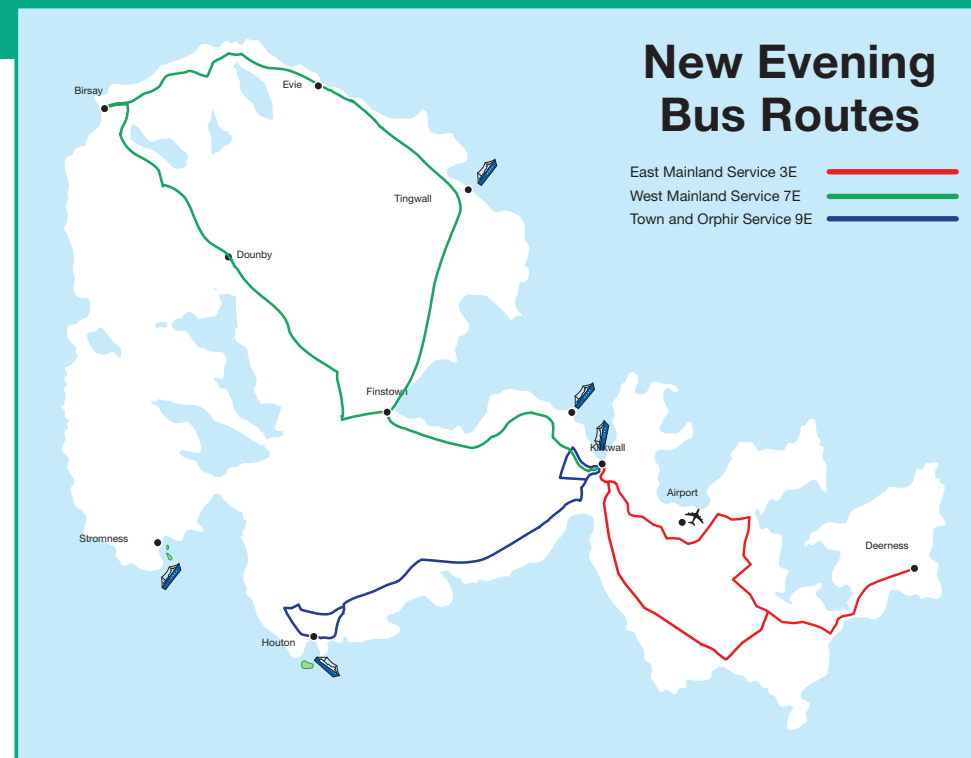 New Evening
Bus Routes
East Mainland Service 3E
West Mainland Service 7E
Town and Orphir Service 9E
Birsay
Evie
Tingwall
Dounby
Finstown
Kirkwall
Airport
Stromness
Deerness
Houton